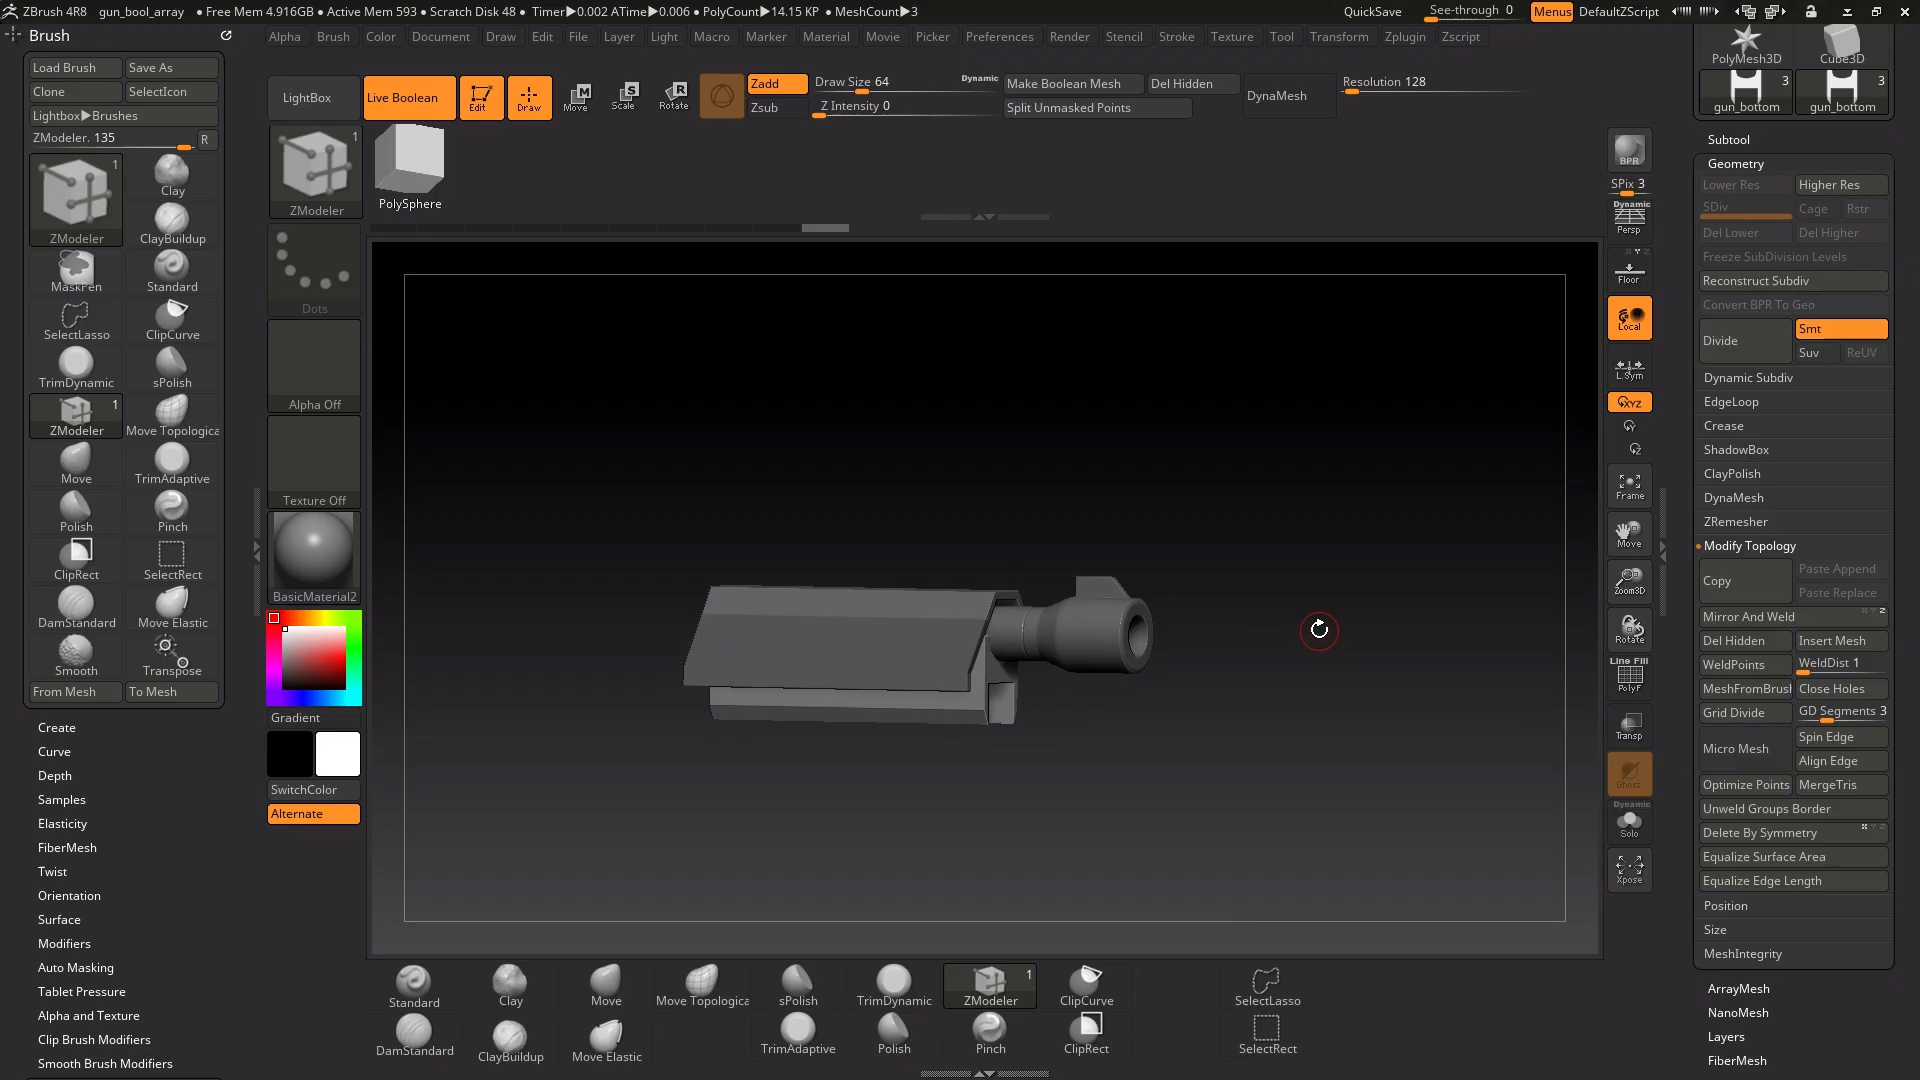 ZBrush 4R8 gun_bool_array • Free Mem 4.916GB • Active Mem 593 • Scratch Disk 48 • Timer▶0.002 ATime▶0.006 • PolyCount▶14.15 KP • MeshCount▶3 QuickSave See-through 0 Menus DefaultZScript
Brush
Alpha Brush Color Document Draw Edit File Layer Light Macro Marker Material Movie Picker Preferences Render Stencil Stroke Texture Tool Transform Zplugin Zscript
Load Brush Save As
Clone SelectIcon
Lightbox▶Brushes
ZModeler. 135 R
1
ZModeler
Clay
ClayBuildup
MaskPen Standard
SelectLasso ClipCurve
TrimDynamic sPolish
1
ZModeler Move Topologica
Move TrimAdaptive
Polish Pinch
ClipRect SelectRect
DamStandard Move Elastic
Smooth Transpose
From Mesh To Mesh
Create
Curve
Depth
Samples
Elasticity
FiberMesh
Twist
Orientation
Surface
Modifiers
Auto Masking
Tablet Pressure
Alpha and Texture
Clip Brush Modifiers
Smooth Brush Modifiers
LightBox Live Boolean Edit Draw Move Scale Rotate
M S R
Zadd
Zsub
Draw Size 64 Dynamic
Z Intensity 0
Make Boolean Mesh Del Hidden
Split Unmasked Points
DynaMesh
Resolution 128
1
ZModeler
PolySphere
Dots
Alpha Off
Texture Off
BasicMaterial2
Gradient
SwitchColor
Alternate
BPR
SPix 3
Dynamic
Persp
Floor
Local
L.Sym
XYZ
Y
Z
Frame
Move
Zoom3D
Rotate
Line Fill
PolyF
Transp
Ghost
Dynamic
Solo
Xpose
PolyMesh3D Cube3D
3 3
gun_bottom gun_bottom
Subtool
Geometry
Lower Res Higher Res
SDiv Cage Rstr
Del Lower Del Higher
Freeze SubDivision Levels
Reconstruct Subdiv
Convert BPR To Geo
Divide Smt
Suv ReUV
Dynamic Subdiv
EdgeLoop
Crease
ShadowBox
ClayPolish
DynaMesh
ZRemesher
Modify Topology
Copy Paste Append
Paste Replace
Mirror And Weld
Del Hidden Insert Mesh
WeldPoints WeldDist 1
MeshFromBrush Close Holes
Grid Divide GD Segments 3
Micro Mesh Spin Edge
Align Edge
Optimize Points MergeTris
Unweld Groups Border
Delete By Symmetry
Equalize Surface Area
Equalize Edge Length
Position
Size
MeshIntegrity
ArrayMesh
NanoMesh
Layers
FiberMesh
1
Standard Clay Move Move Topologica sPolish TrimDynamic ZModeler ClipCurve SelectLasso
DamStandard ClayBuildup Move Elastic TrimAdaptive Polish Pinch ClipRect SelectRect